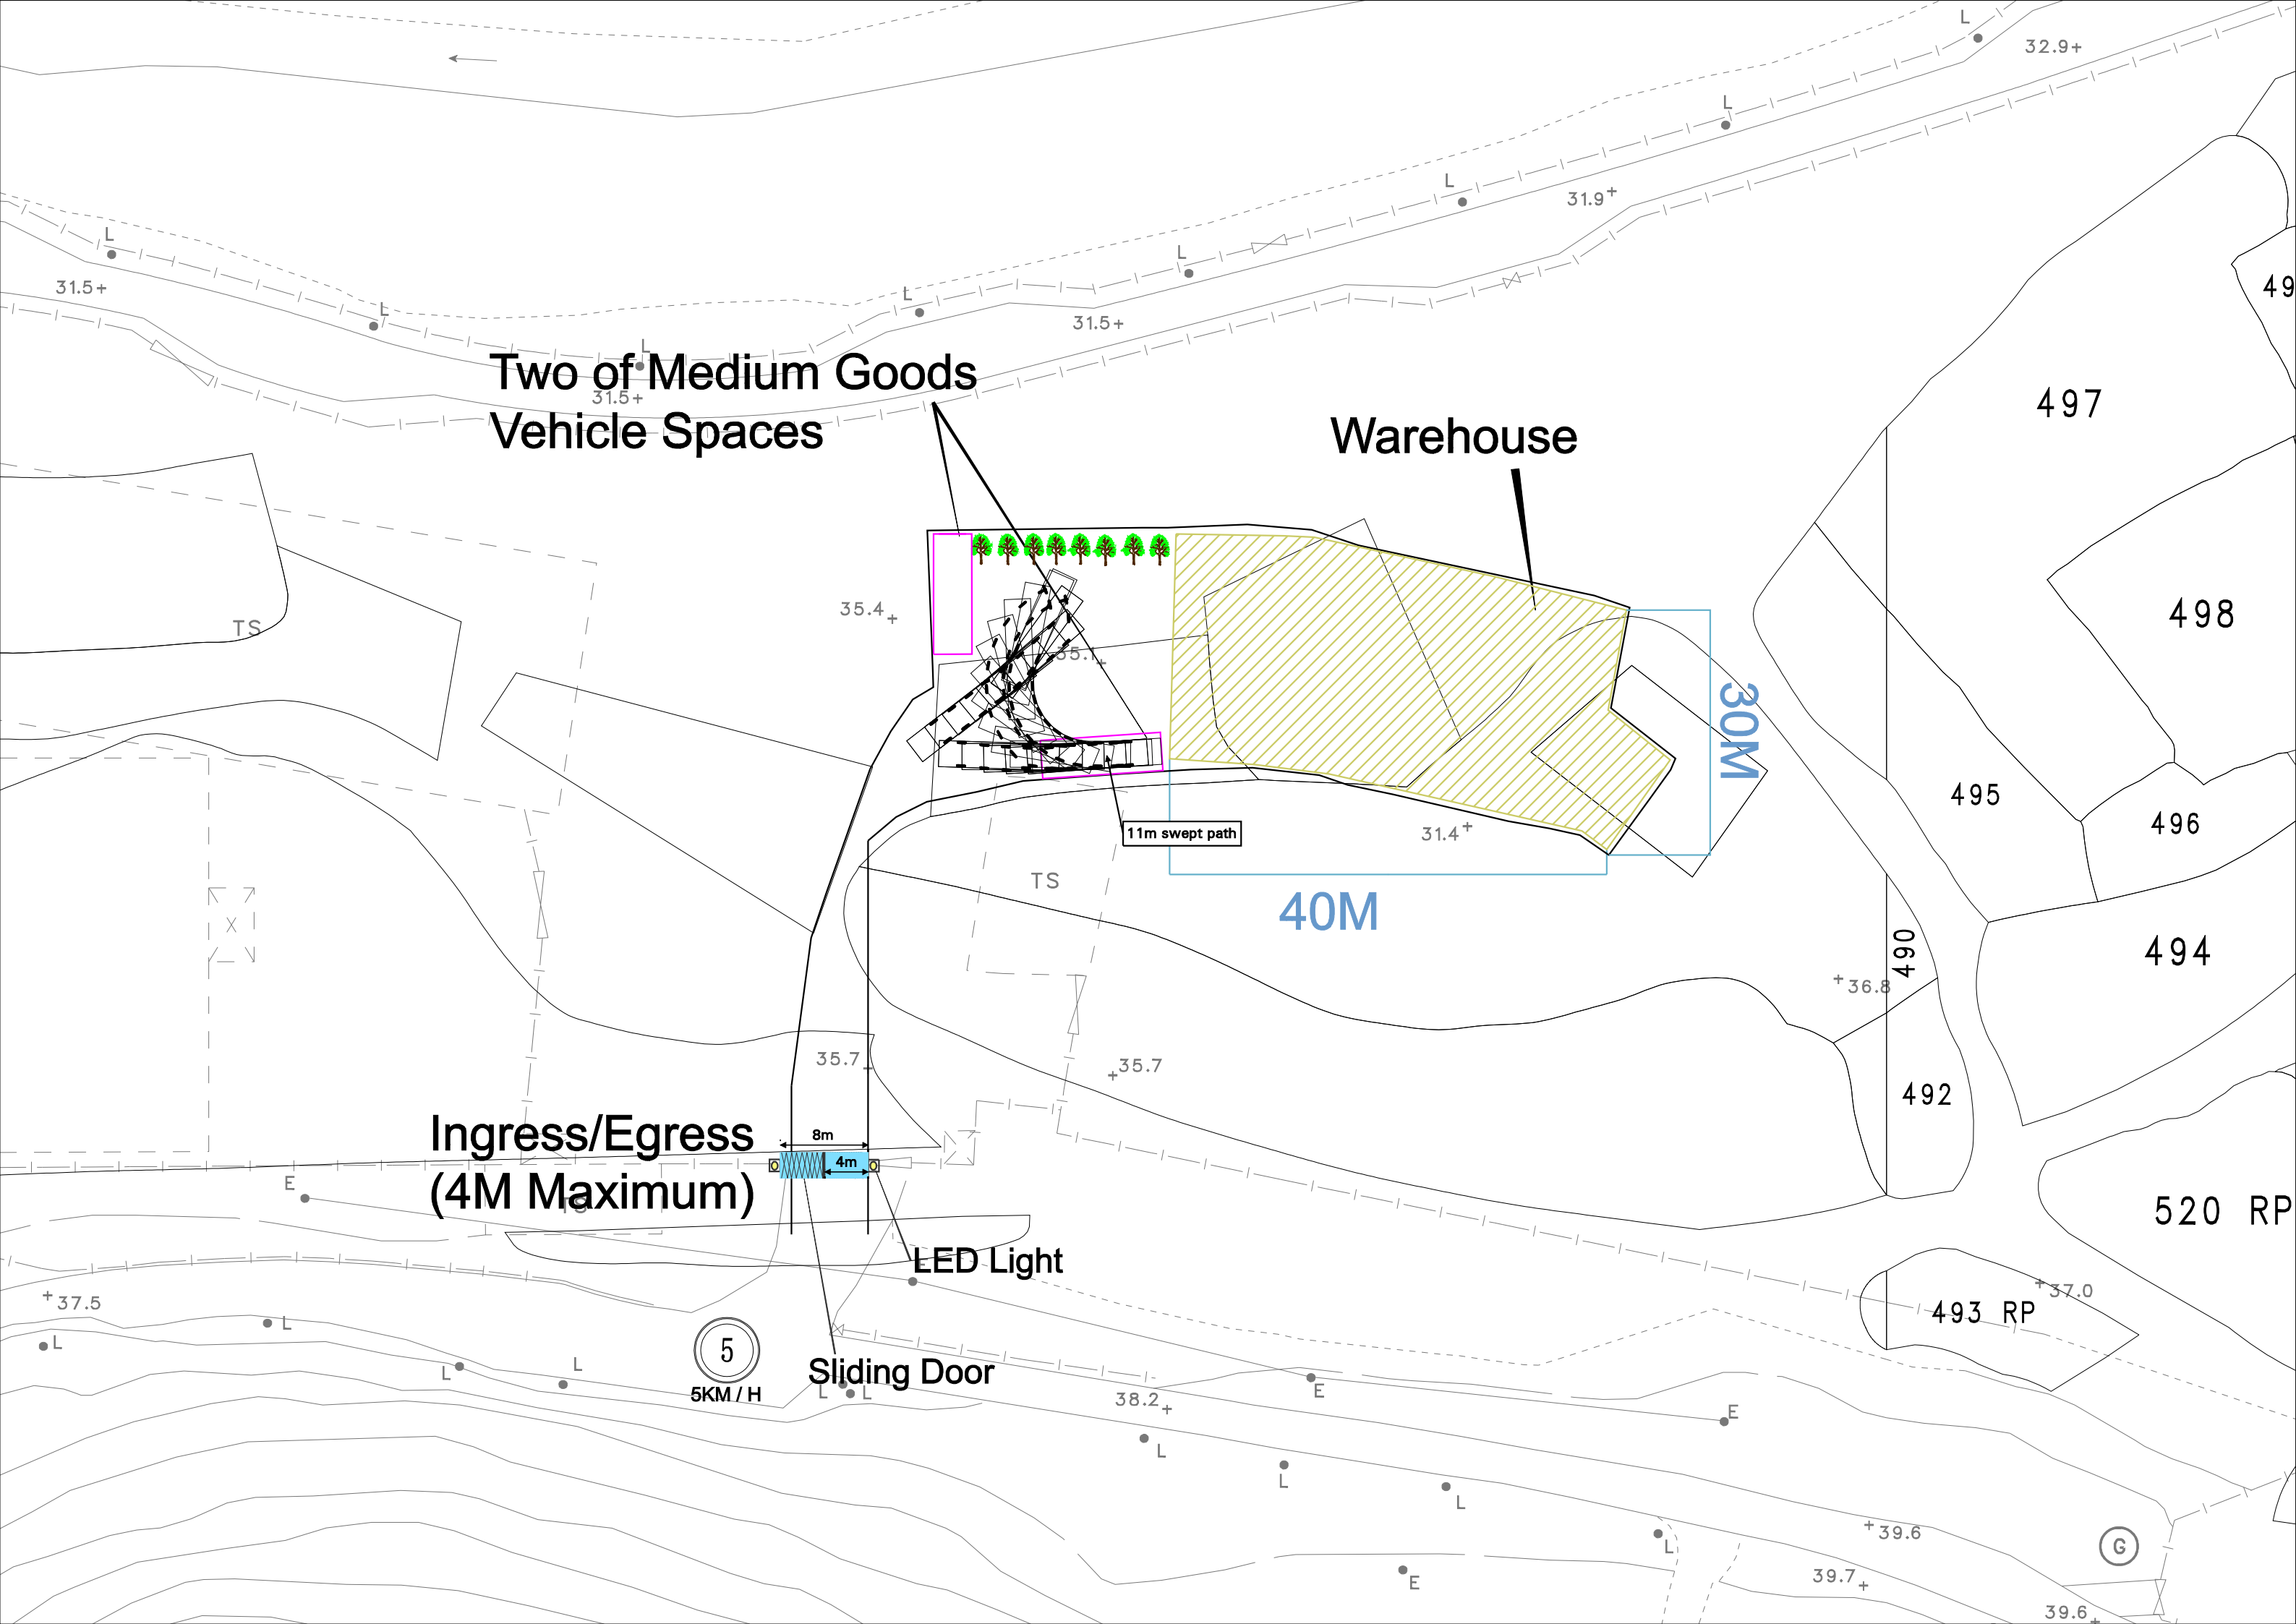 L
32.9+
L
L
31.9+
L
L
31.5+
L
49
L
31.5+
L
Two of Medium Goods
31.5+
Vehicle Spaces
497
Warehouse
35.4+
498
TS
35.1+
30M
495
11m swept path
31.4+
496
TS
40M
490
494
36.8
35.7
35.7
492
Ingress/Egress
8m
4m
(4M Maximum)
E
TS
520 RP
LED Light
37.0
37.5
493 RP
L
5
L
L
L
Sliding Door
5KM / H
L
L
E
38.2+
E
L
L
L
39.6
L
G
39.7+
E
39.6+